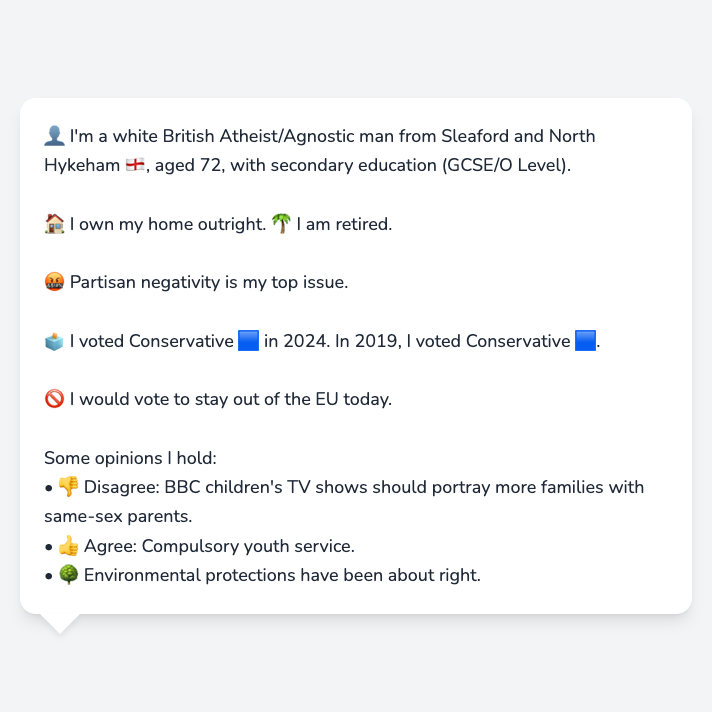 👤 I'm a white British Atheist/Agnostic man from Sleaford and North
Hykeham 🏴󠁧󠁢󠁥󠁮󠁧󠁿, aged 72, with secondary education (GCSE/O Level).
🏠 I own my home outright. 🌴 I am retired.
🤬 Partisan negativity is my top issue.
🗳️ I voted Conservative 🟦 in 2024. In 2019, I voted Conservative 🟦.
🚫 I would vote to stay out of the EU today.
Some opinions I hold:
• 👎 Disagree: BBC children's TV shows should portray more families with
same-sex parents.
• 👍 Agree: Compulsory youth service.
• 🌳 Environmental protections have been about right.